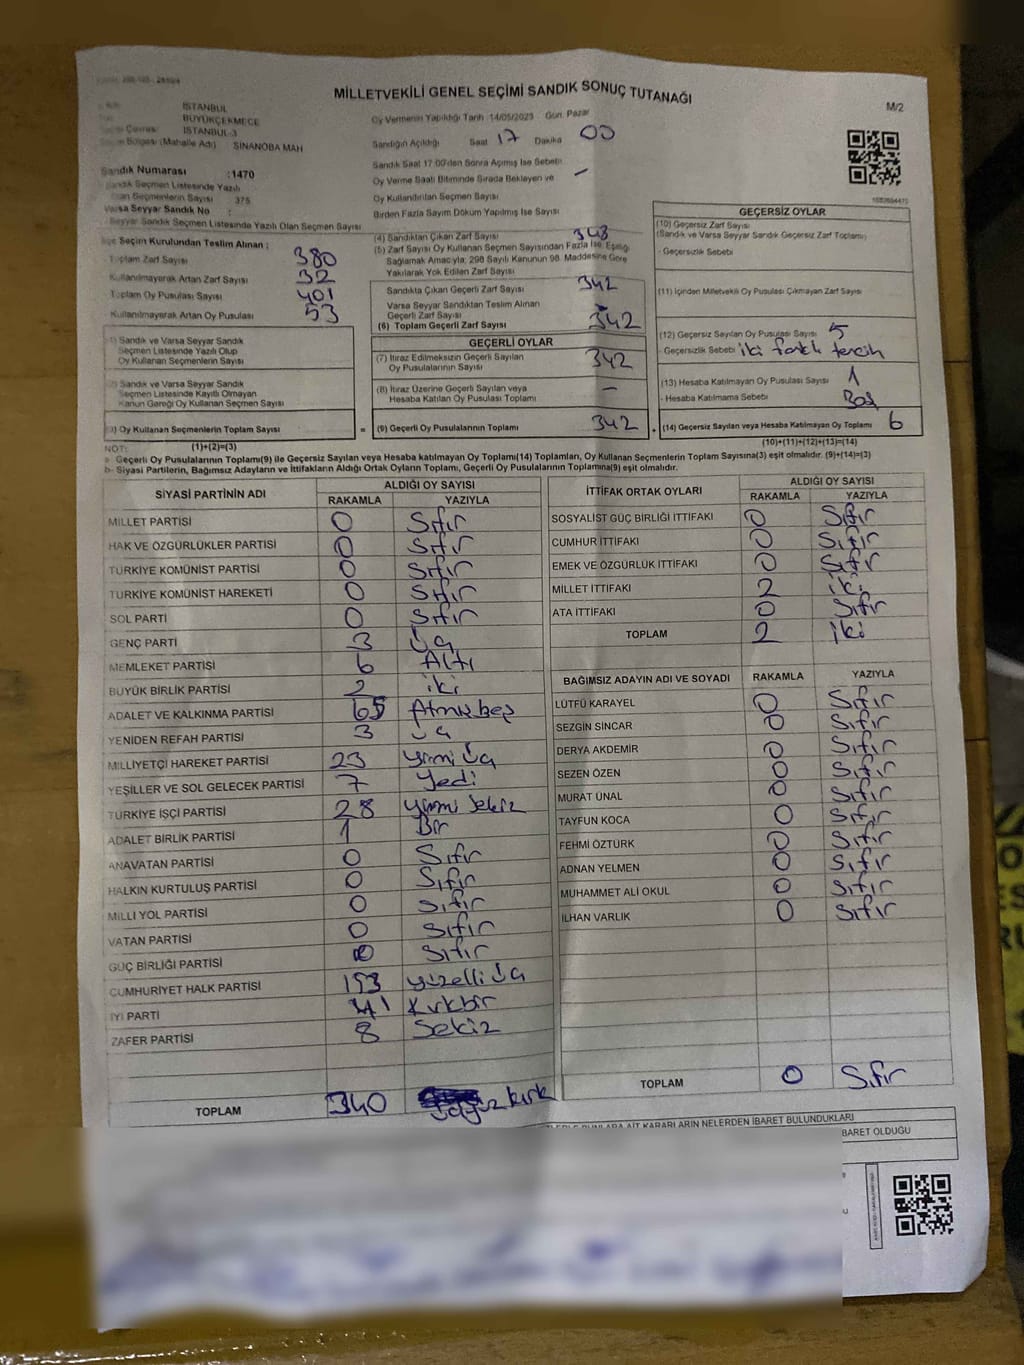 MİLLETVEKİLİ GENEL SEÇİMİ SANDIK SONUÇ TUTANAĞI
M/2
İSTANBUL
BÜYÜKÇEKMECE
Çevresi İSTANBUL-3
Bölgesi (Mahalle Adı) SİNANOBA MAH
Sandık Numarası :1470
Sandık Seçmen Listesinde Yazılı
Olan Seçmenlerin Sayısı 375
Varsa Seyyar Sandık No :
Seyyar Sandık Seçmen Listesinde Yazılı Olan Seçmen Sayısı
Oy Vermenin Yapıldığı Tarih 14/05/2023 Gün Pazar
Sandığın Açıldığı Saat 17 Dakika 00
Sandık Saat 17:00'den Sonra Açılmış İse Sebebi
Oy Verme Saati Bitiminde Sırada Bekleyen ve
Oy Kullandırılan Seçmen Sayısı —
Birden Fazla Sayım Döküm Yapılmış İse Sayısı
İlçe Seçim Kurulundan Teslim Alınan ;
Toplam Zarf Sayısı 380
Kullanılmayarak Artan Zarf Sayısı 32
Toplam Oy Pusulası Sayısı 401
Kullanılmayarak Artan Oy Pusulası 53
(4) Sandıktan Çıkan Zarf Sayısı 348
(5) Zarf Sayısı Oy Kullanan Seçmen Sayısından Fazla İse, Eşitliği
Sağlamak Amacıyla; 298 Sayılı Kanunun 98. Maddesine Göre
Yakılarak Yok Edilen Zarf Sayısı
Sandıkta Çıkan Geçerli Zarf Sayısı 342
Varsa Seyyar Sandıktan Teslim Alınan
Geçerli Zarf Sayısı —
(6) Toplam Geçerli Zarf Sayısı 342
GEÇERSİZ OYLAR
(10) Geçersiz Zarf Sayısı
(Sandık ve Varsa Seyyar Sandık Geçersiz Zarf Toplamı)
- Geçersizlik Sebebi
(11) İçinden Milletvekili Oy Pusulası Çıkmayan Zarf Sayısı
(12) Geçersiz Sayılan Oy Pusulası Sayısı 5
- Geçersizlik Sebebi iki farklı tercih
(13) Hesaba Katılmayan Oy Pusulası Sayısı 1
- Hesaba Katılmama Sebebi Boş
(14) Geçersiz Sayılan veya Hesaba Katılmayan Oy Toplamı 6
(10)+(11)+(12)+(13)=(14)
1) Sandık ve Varsa Seyyar Sandık
Seçmen Listesinde Yazılı Olup
Oy Kullanan Seçmenlerin Sayısı
2) Sandık ve Varsa Seyyar Sandık
Seçmen Listesinde Kayıtlı Olmayan
Kanun Gereği Oy Kullanan Seçmen Sayısı
3) Oy Kullanan Seçmenlerin Toplam Sayısı =
(1)+(2)=(3)
GEÇERLİ OYLAR
(7) İtiraz Edilmeksizin Geçerli Sayılan
Oy Pusulalarının Sayısı 342
(8) İtiraz Üzerine Geçerli Sayılan veya
Hesaba Katılan Oy Pusulası Toplamı —
(9) Geçerli Oy Pusulalarının Toplamı 342 +
NOT:
a- Geçerli Oy Pusulalarının Toplamı(9) ile Geçersiz Sayılan veya Hesaba katılmayan Oy Toplamı(14) Toplamları, Oy Kullanan Seçmenlerin Toplam Sayısına(3) eşit olmalıdır. (9)+(14)=(3)
b- Siyasi Partilerin, Bağımsız Adayların ve İttifakların Aldığı Ortak Oyların Toplamı, Geçerli Oy Pusulalarının Toplamına(9) eşit olmalıdır.
SİYASİ PARTİNİN ADI ALDIĞI OY SAYISI
RAKAMLA YAZIYLA
MİLLET PARTİSİ 0 Sıfır
HAK VE ÖZGÜRLÜKLER PARTİSİ 0 Sıfır
TÜRKİYE KOMÜNİST PARTİSİ 0 Sıfır
TÜRKİYE KOMÜNİST HAREKETİ 0 Sıfır
SOL PARTİ 0 Sıfır
GENÇ PARTİ 3 Üç
MEMLEKET PARTİSİ 6 Altı
BÜYÜK BİRLİK PARTİSİ 2 iki
ADALET VE KALKINMA PARTİSİ 65 Atmışbeş
YENİDEN REFAH PARTİSİ 3 Üç
MİLLİYETÇİ HAREKET PARTİSİ 23 yirmi üç
YEŞİLLER VE SOL GELECEK PARTİSİ 7 Yedi
TÜRKİYE İŞÇİ PARTİSİ 28 yirmi sekiz
ADALET BİRLİK PARTİSİ 1 Bir
ANAVATAN PARTİSİ 0 Sıfır
HALKIN KURTULUŞ PARTİSİ 0 Sıfır
MİLLİ YOL PARTİSİ 0 Sıfır
VATAN PARTİSİ 0 Sıfır
GÜÇ BİRLİĞİ PARTİSİ 0 Sıfır
CUMHURİYET HALK PARTİSİ 153 yüzelli üç
İYİ PARTİ 41 Kırkbir
ZAFER PARTİSİ 8 Sekiz
TOPLAM 340 üçyüz kırk
İTTİFAK ORTAK OYLARI ALDIĞI OY SAYISI
RAKAMLA YAZIYLA
SOSYALİST GÜÇ BİRLİĞİ İTTİFAKI 0 Sıfır
CUMHUR İTTİFAKI 0 Sıfır
EMEK VE ÖZGÜRLÜK İTTİFAKI 0 Sıfır
MİLLET İTTİFAKI 2 iki
ATA İTTİFAKI 0 Sıfır
TOPLAM 2 iki
BAĞIMSIZ ADAYIN ADI VE SOYADI RAKAMLA YAZIYLA
LÜTFÜ KARAYEL 0 Sıfır
SEZGİN SİNCAR 0 Sıfır
DERYA AKDEMİR 0 Sıfır
SEZEN ÖZEN 0 Sıfır
MURAT ÜNAL 0 Sıfır
TAYFUN KOCA 0 Sıfır
FEHMİ ÖZTÜRK 0 Sıfır
ADNAN YELMEN 0 Sıfır
MUHAMMET ALİ OKUL 0 Sıfır
İLHAN VARLIK 0 Sıfır
TOPLAM 0 Sıfır
AİT KARARLARIN NELERDEN İBARET BULUNDUKLARI
İBARET OLDUĞU